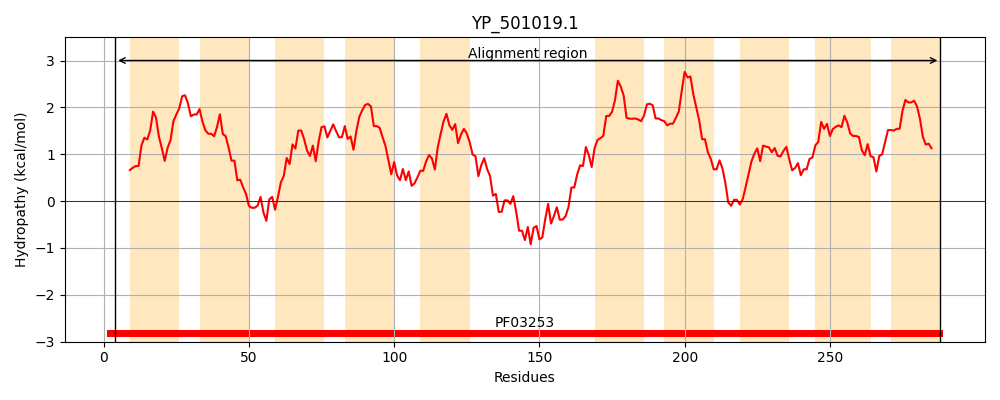 YP_501019.1
Alignment region
3
2
1
0
−1
−2
−3
Hydropathy (kcal/mol)
PF03253
0 50 100 150 200 250
Residues